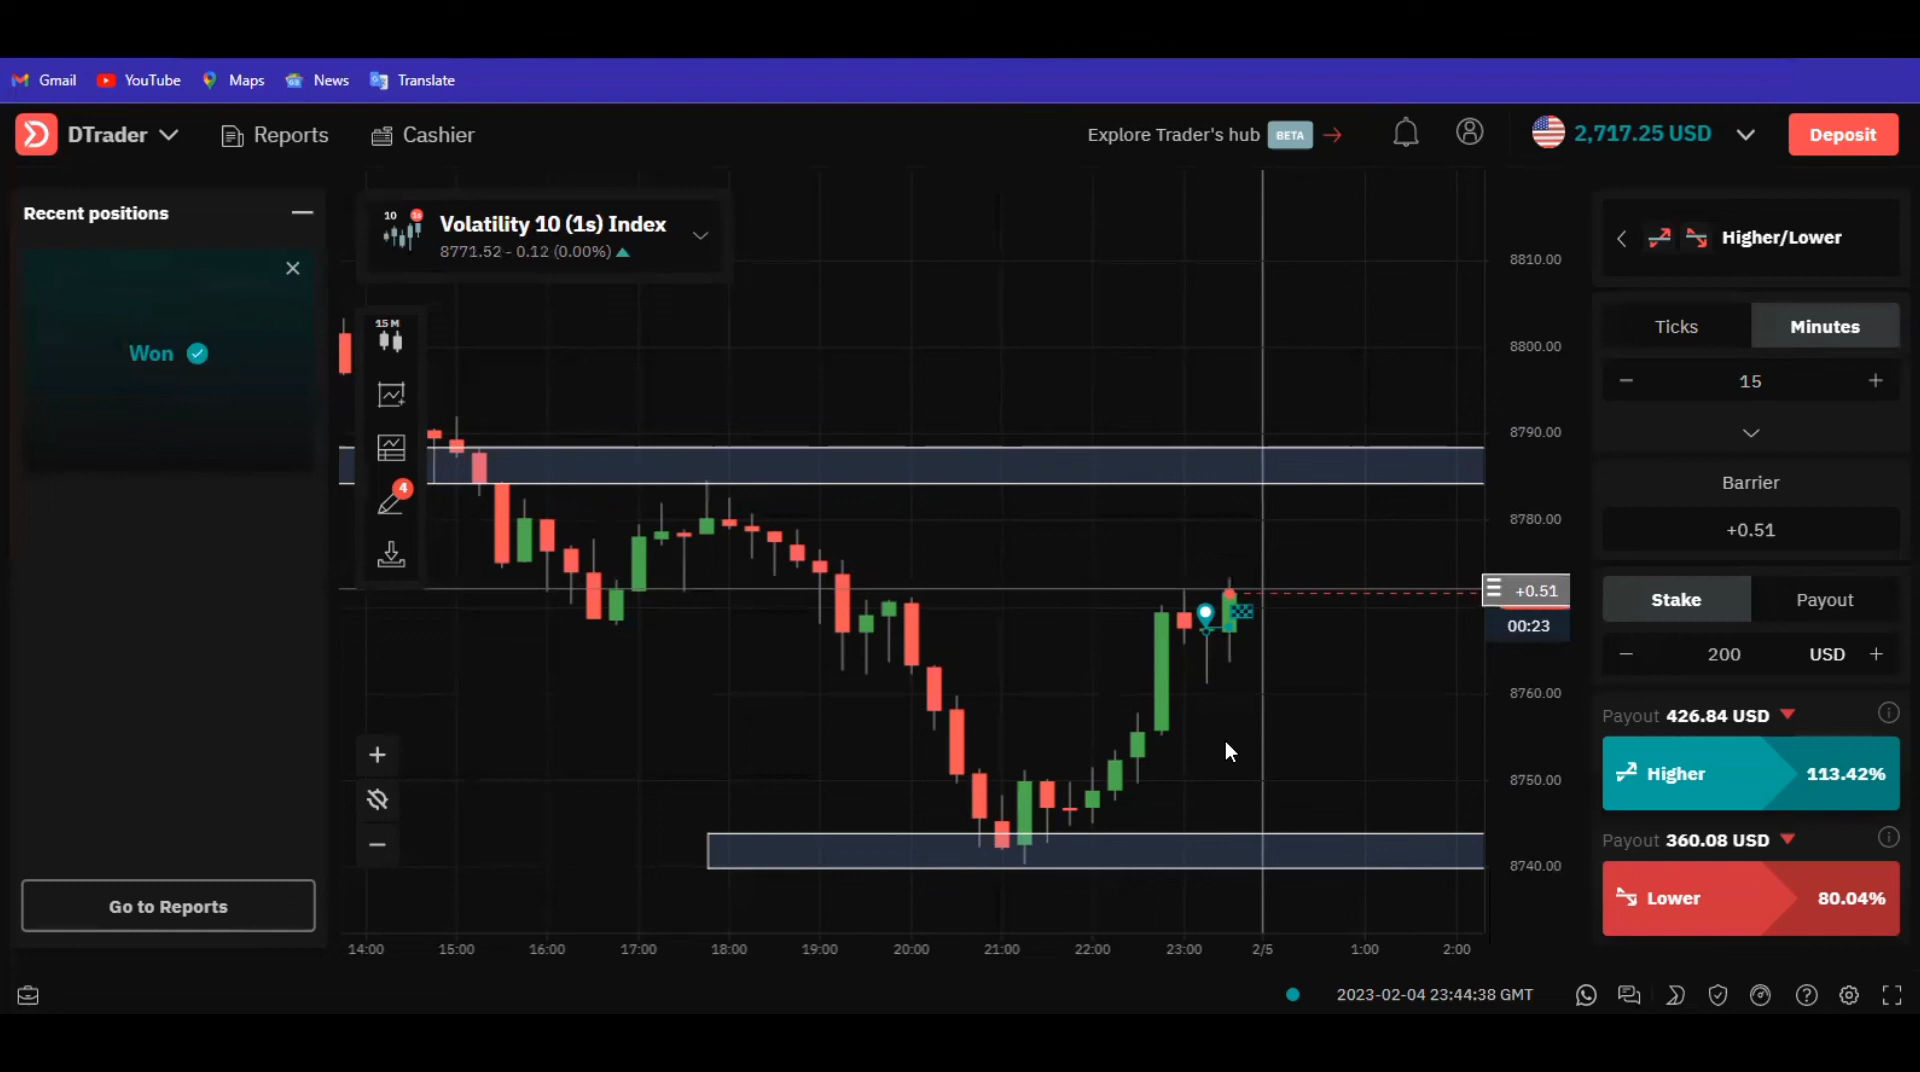 Gmail YouTube Maps News Translate
DTrader Reports Cashier Explore Trader's hub BETA 2,717.25 USD Deposit
Recent positions
Won
Go to Reports
10 1s
Volatility 10 (1s) Index
8771.52 - 0.12 (0.00%)
15 M
4
8810.00
8800.00
8790.00
8780.00
+0.51
00:23
8760.00
8750.00
8740.00
14:00 15:00 16:00 17:00 18:00 19:00 20:00 21:00 22:00 23:00 2/5 1:00 2:00
Higher/Lower
Ticks Minutes
− 15 +
Barrier
+0.51
Stake Payout
− 200 USD +
Payout 426.84 USD
Higher 113.42%
Payout 360.08 USD
Lower 80.04%
2023-02-04 23:44:38 GMT